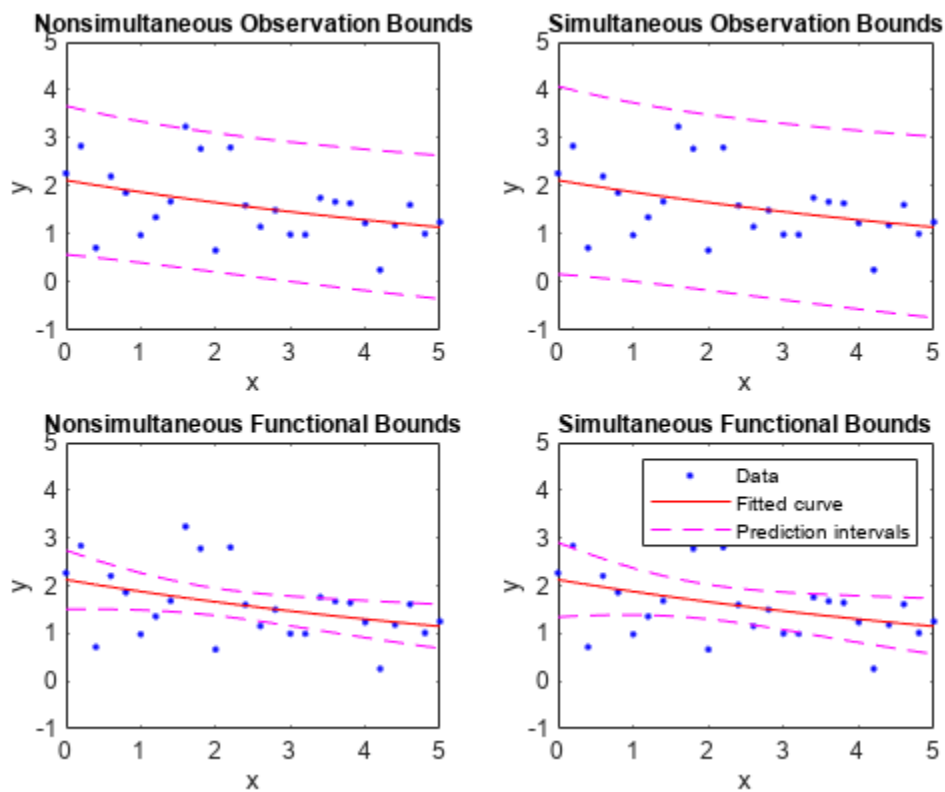 Nonsimultaneous Observation Bounds
Simultaneous Observation Bounds
5
4
3
2
1
0
-1
y
0 1 2 3 4 5
x
5
4
3
2
1
0
-1
y
0 1 2 3 4 5
x
Nonsimultaneous Functional Bounds
Simultaneous Functional Bounds
5
4
3
2
1
0
-1
y
0 1 2 3 4 5
x
5
4
3
2
1
0
-1
y
Data
Fitted curve
Prediction intervals
0 1 2 3 4 5
x